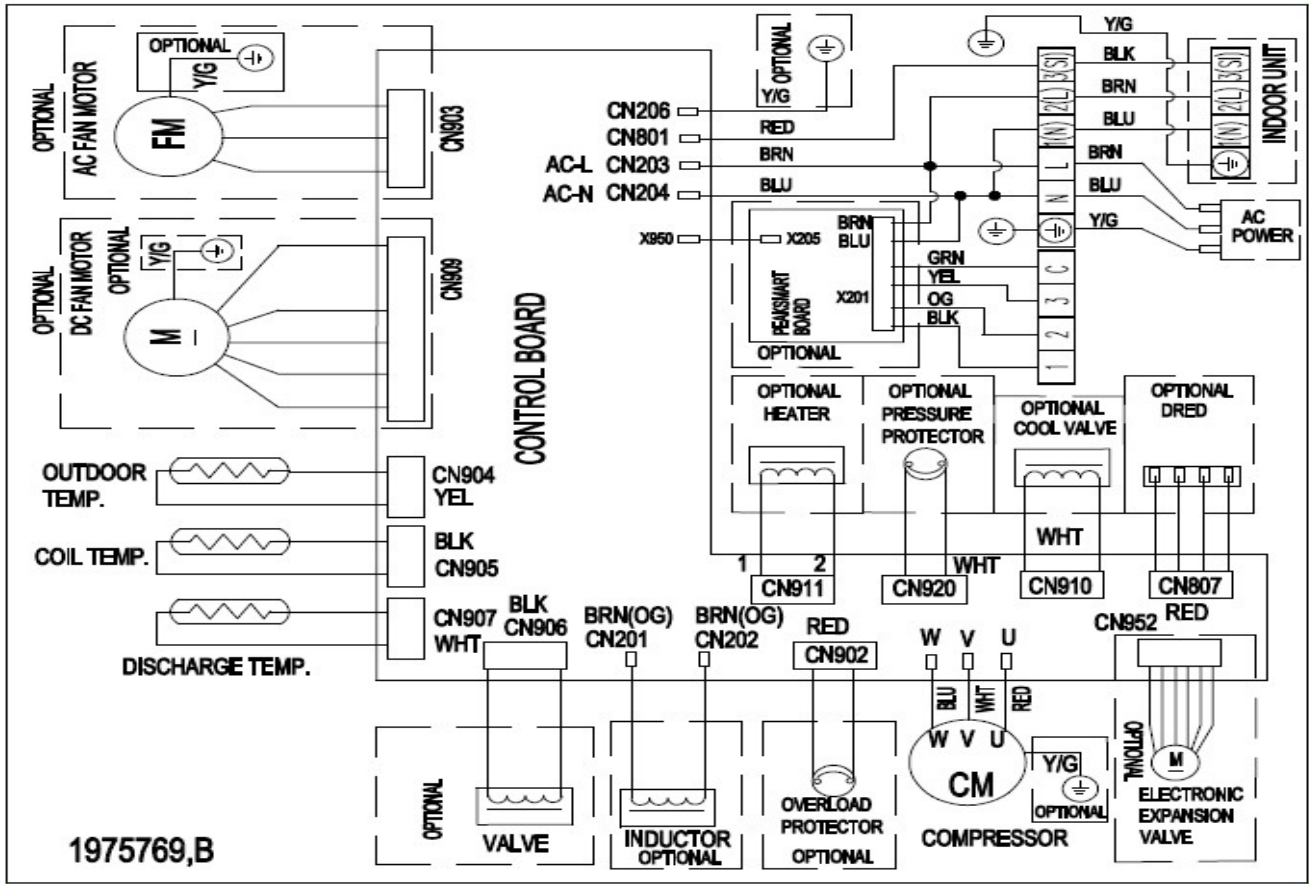 OPTIONAL
AC FAN MOTOR
OPTIONAL
Y/G
FM
CN903
OPTIONAL
DC FAN MOTOR
OPTIONAL
Y/G
M
CN909
CONTROL BOARD
OUTDOOR
TEMP.
CN904
YEL
COIL TEMP.
BLK
CN905
DISCHARGE TEMP.
CN907
WHT
OPTIONAL
Y/G
CN206
CN801
RED
AC-L CN203
BRN
AC-N CN204
BLU
X950
X205
BRN
BLU
X201
PEAKSMART
BOARD
OPTIONAL
GRN
YEL
OG
BLK
3(SI)
2(L)
1(N)
L
N
C
3
2
1
Y/G
BLK
BRN
BLU
BRN
BLU
Y/G
3(SI)
2(L)
1(N)
INDOOR UNIT
AC
POWER
OPTIONAL
HEATER
1
2
CN911
OPTIONAL
PRESSURE
PROTECTOR
WHT
CN920
OPTIONAL
COOL VALVE
WHT
CN910
OPTIONAL
DRED
CN807
RED
BLK
CN906
OPTIONAL
VALVE
BRN(OG)
CN201
BRN(OG)
CN202
INDUCTOR
OPTIONAL
RED
CN902
OVERLOAD
PROTECTOR
OPTIONAL
W V U
BLU
WHT
RED
W V U
CM
Y/G
OPTIONAL
COMPRESSOR
CN952
OPTIONAL
M
ELECTRONIC
EXPANSION
VALVE
1975769,B